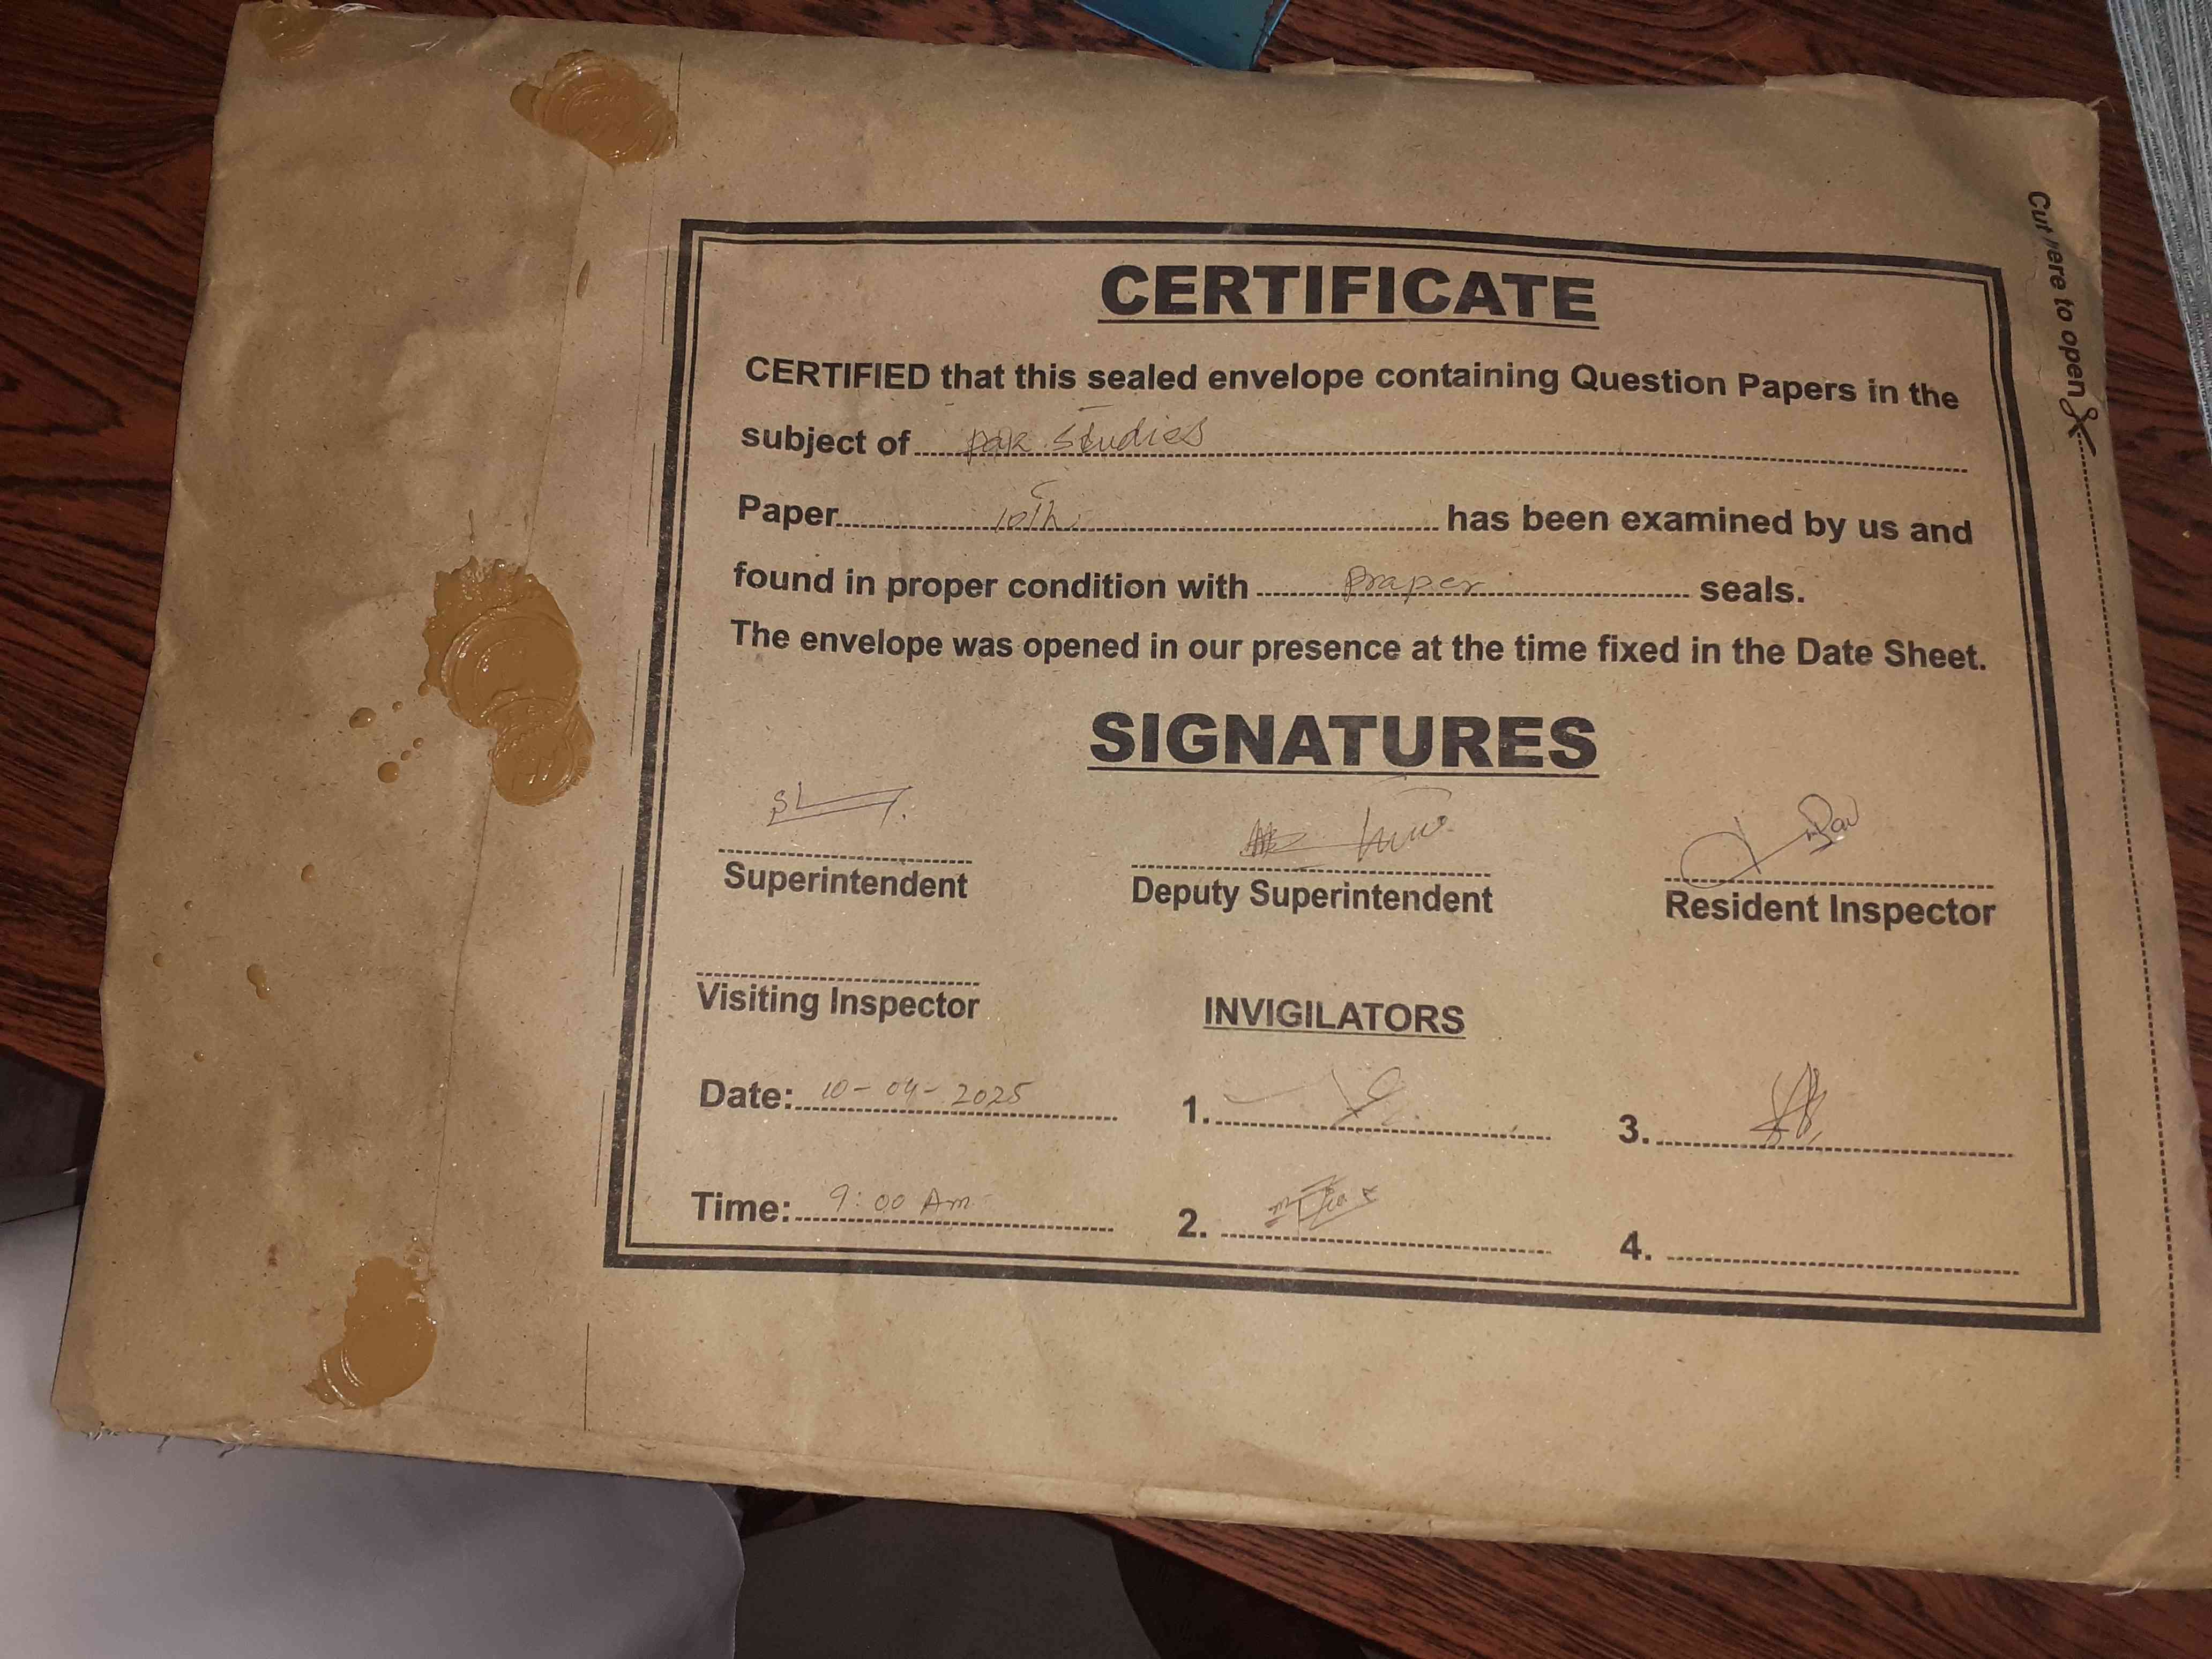 Cut here to open
CERTIFICATE
CERTIFIED that this sealed envelope containing Question Papers in the
subject of pak studies
Paper 10th has been examined by us and
found in proper condition with praper seals.
The envelope was opened in our presence at the time fixed in the Date Sheet.
SIGNATURES
Superintendent Deputy Superintendent Resident Inspector
Visiting Inspector INVIGILATORS
Date: 10-04-2025 1. 3.
Time: 9:00 Am 2. 4.